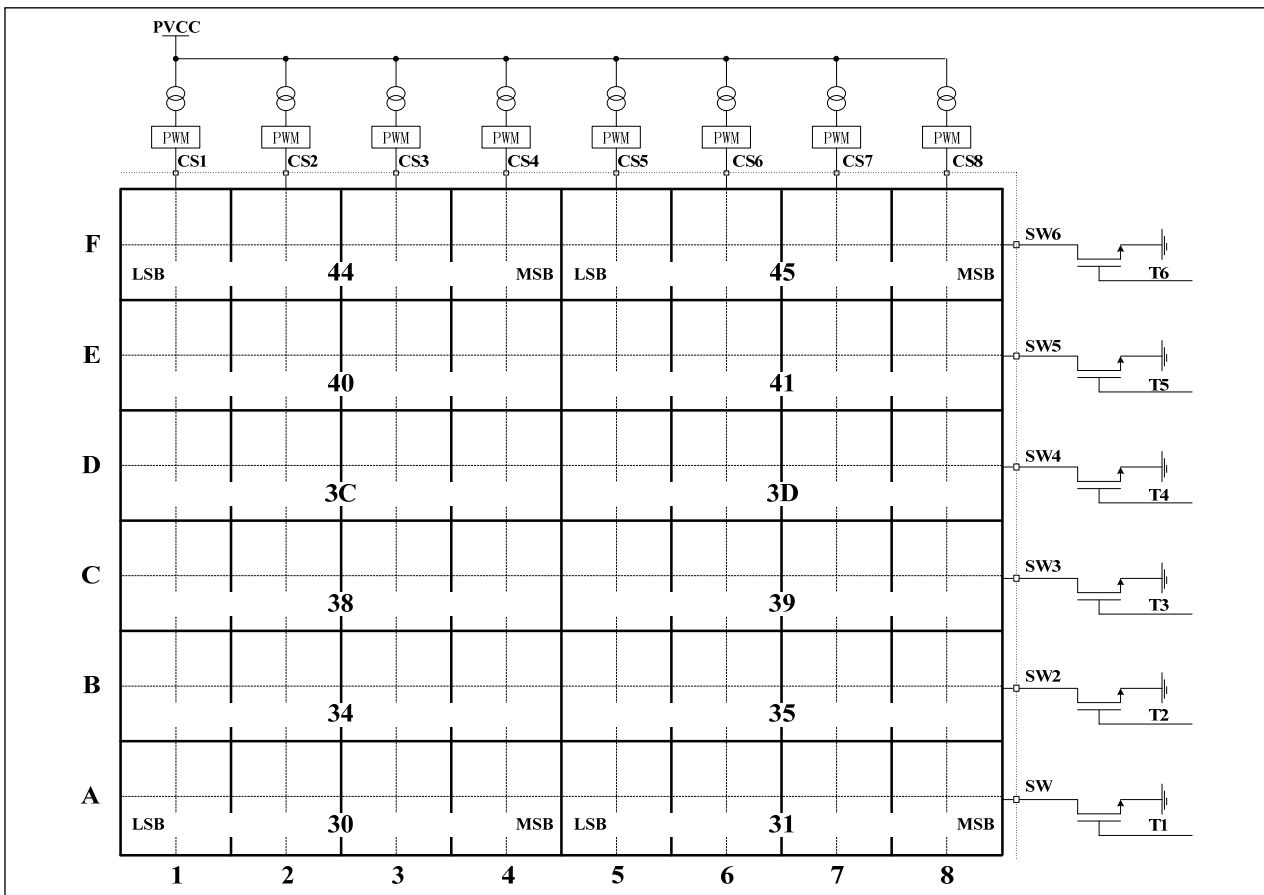 PVCC
PWM PWM PWM PWM PWM PWM PWM PWM
CS1 CS2 CS3 CS4 CS5 CS6 CS7 CS8
F SW6
LSB 44 MSB LSB 45 MSB T6
E SW5
40 41 T5
D SW4
3C 3D T4
C SW3
38 39 T3
B SW2
34 35 T2
A SW
LSB 30 MSB LSB 31 MSB T1
1 2 3 4 5 6 7 8